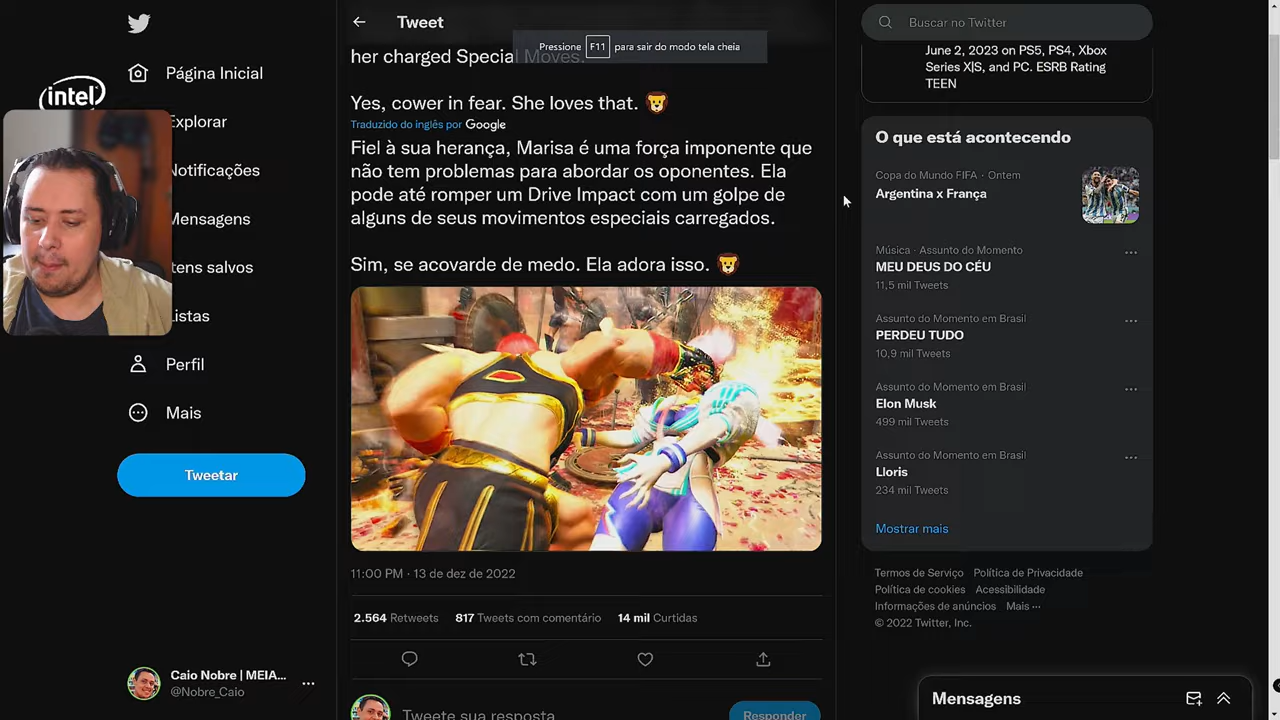 Tweet
Buscar no Twitter
Pressione F11 para sair do modo tela cheia
her charged Special Moves.
June 2, 2023 on PS5, PS4, Xbox
Series X|S, and PC. ESRB Rating
TEEN
intel
Página Inicial
Explorar
Notificações
Mensagens
Itens salvos
Listas
Perfil
Mais
Tweetar
Caio Nobre | MEIA...
@Nobre_Caio
Yes, cower in fear. She loves that.
Traduzido do inglês por Google
Fiel à sua herança, Marisa é uma força imponente que
não tem problemas para abordar os oponentes. Ela
pode até romper um Drive Impact com um golpe de
alguns de seus movimentos especiais carregados.
Sim, se acovarde de medo. Ela adora isso.
11:00 PM · 13 de dez de 2022
2.564 Retweets 817 Tweets com comentário 14 mil Curtidas
Tweete sua resposta
Responder
O que está acontecendo
Copa do Mundo FIFA · Ontem
Argentina x França
Música · Assunto do Momento
MEU DEUS DO CÉU
11,5 mil Tweets
Assunto do Momento em Brasil
PERDEU TUDO
10,9 mil Tweets
Assunto do Momento em Brasil
Elon Musk
499 mil Tweets
Assunto do Momento em Brasil
Lloris
234 mil Tweets
Mostrar mais
Termos de Serviço Política de Privacidade
Política de cookies Acessibilidade
Informações de anúncios Mais ···
© 2022 Twitter, Inc.
Mensagens